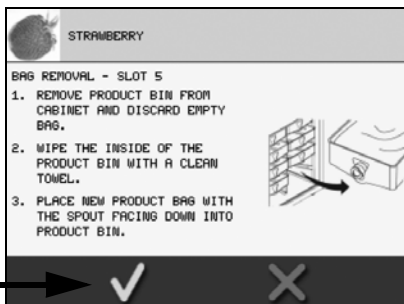 STRAWBERRY
BAG REMOVAL - SLOT 5
1. REMOVE PRODUCT BIN FROM
CABINET AND DISCARD EMPTY
BAG.
2. WIPE THE INSIDE OF THE
PRODUCT BIN WITH A CLEAN
TOWEL.
3. PLACE NEW PRODUCT BAG WITH
THE SPOUT FACING DOWN INTO
PRODUCT BIN.